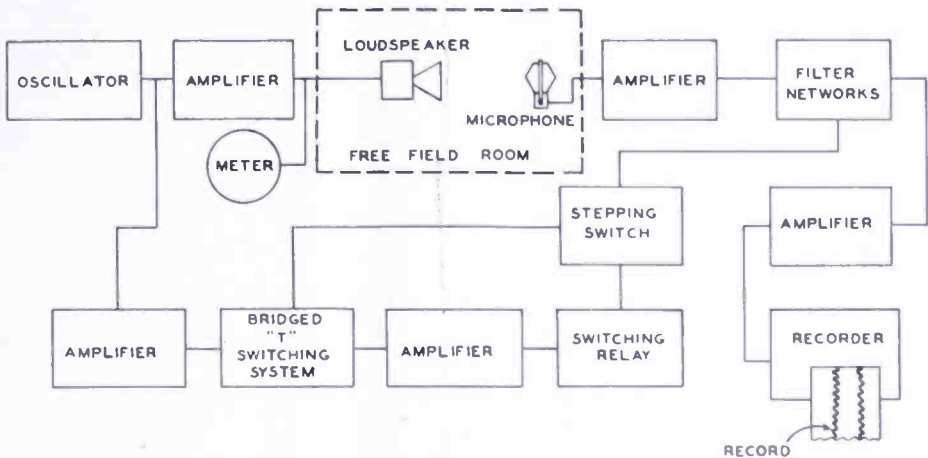 OSCILLATOR
AMPLIFIER
METER
LOUDSPEAKER
MICROPHONE
FREE FIELD ROOM
AMPLIFIER
FILTER
NETWORKS
STEPPING
SWITCH
AMPLIFIER
AMPLIFIER
BRIDGED
"T"
SWITCHING
SYSTEM
AMPLIFIER
SWITCHING
RELAY
RECORDER
RECORD